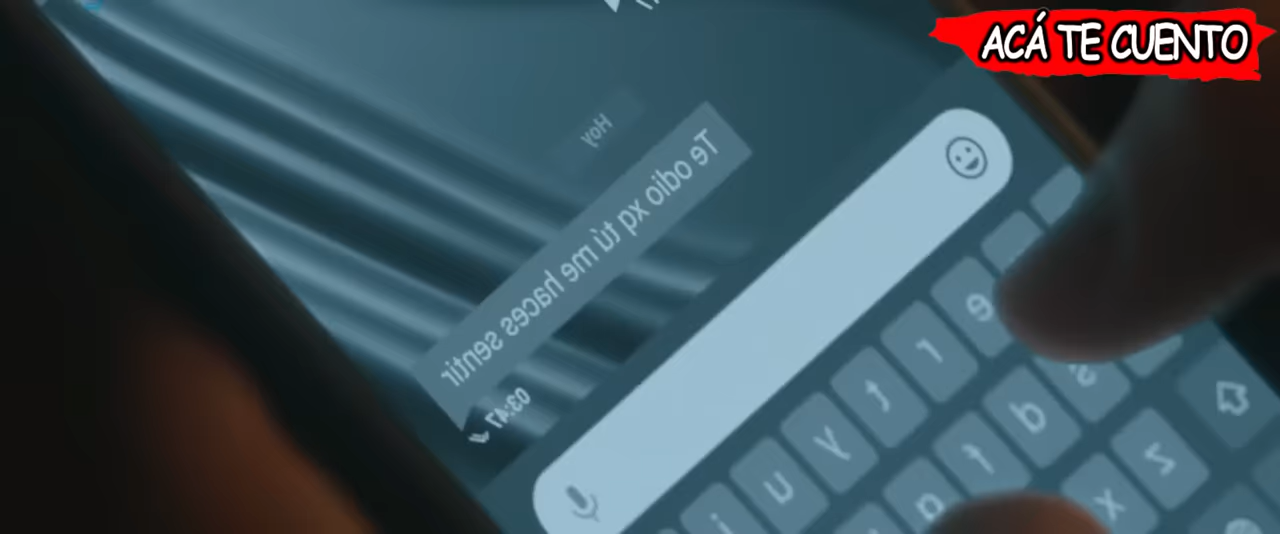 ACÁ TE CUENTO
Hoy
Te odio xq tú me haces sentir
03:47
e
r
t
y
u
i
s
d
f
g
z
x